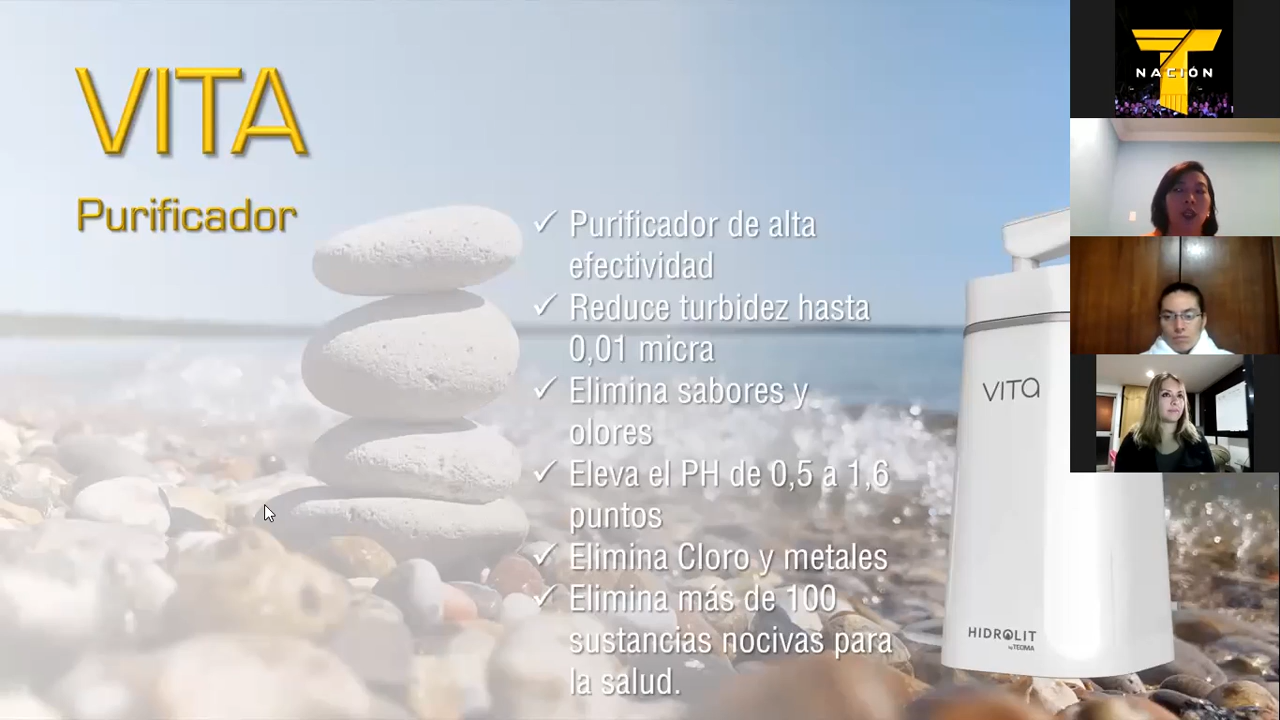 VITA
Purificador
✓ Purificador de alta
efectividad
✓ Reduce turbidez hasta
0,01 micra
✓ Elimina sabores y
olores
✓ Eleva el PH de 0,5 a 1,6
puntos
✓ Elimina Cloro y metales
✓ Elimina más de 100
sustancias nocivas para
la salud.
VITA
HIDROLIT
by TEOMA
T
NACIÓN